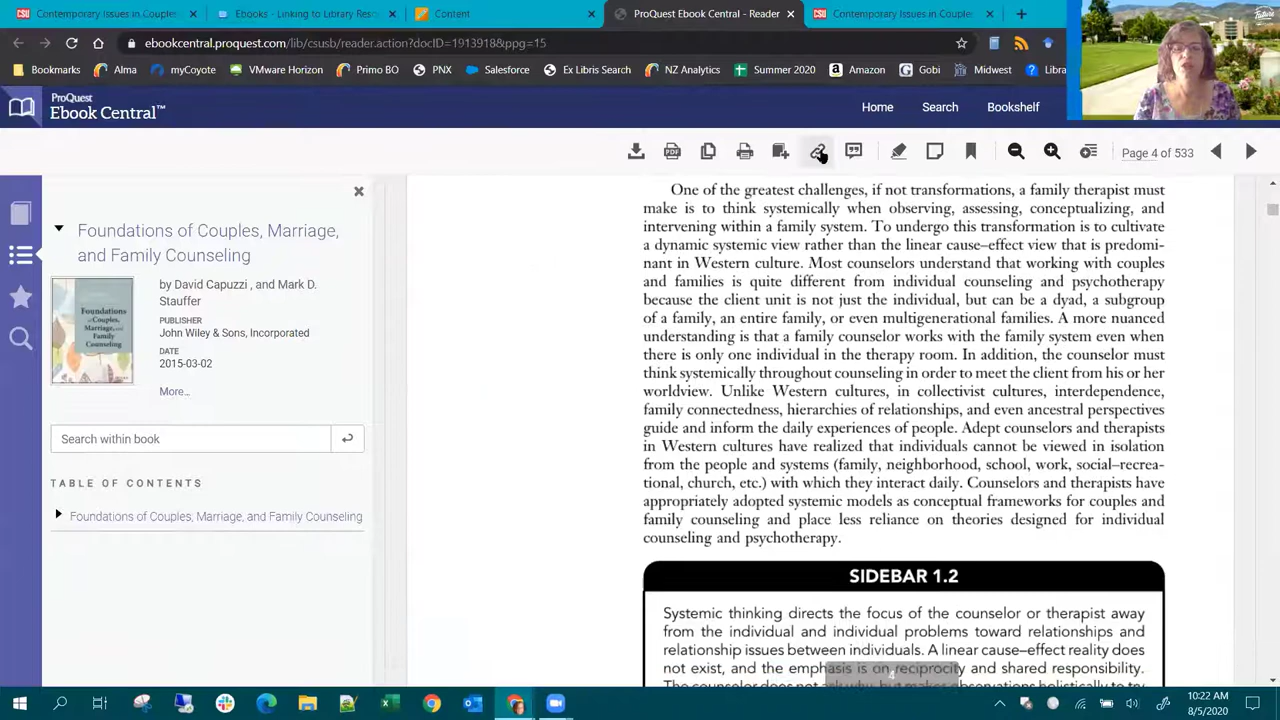 Contemporary Issues in Couples
Ebooks - Linking to Library Reso
Content
ProQuest Ebook Central - Reader
Contemporary Issues in Couples
ebookcentral.proquest.com/lib/csusb/reader.action?docID=1913918&ppg=15
Bookmarks
Alma
myCoyote
VMware Horizon
Primo BO
PNX
Salesforce
Ex Libris Search
NZ Analytics
Summer 2020
Amazon
Gobi
Midwest
Libra
ProQuest
Ebook Central™
Home
Search
Bookshelf
PDF
Page 4 of 533
Foundations of Couples, Marriage,
and Family Counseling
by David Capuzzi , and Mark D.
Stauffer
PUBLISHER
John Wiley & Sons, Incorporated
DATE
2015-03-02
More...
Search within book
TABLE OF CONTENTS
Foundations of Couples, Marriage, and Family Counseling
One of the greatest challenges, if not transformations, a family therapist must
make is to think systemically when observing, assessing, conceptualizing, and
intervening within a family system. To undergo this transformation is to cultivate
a dynamic systemic view rather than the linear cause–effect view that is predomi-
nant in Western culture. Most counselors understand that working with couples
and families is quite different from individual counseling and psychotherapy
because the client unit is not just the individual, but can be a dyad, a subgroup
of a family, an entire family, or even multigenerational families. A more nuanced
understanding is that a family counselor works with the family system even when
there is only one individual in the therapy room. In addition, the counselor must
think systemically throughout counseling in order to meet the client from his or her
worldview. Unlike Western cultures, in collectivist cultures, interdependence,
family connectedness, hierarchies of relationships, and even ancestral perspectives
guide and inform the daily experiences of people. Adept counselors and therapists
in Western cultures have realized that individuals cannot be viewed in isolation
from the people and systems (family, neighborhood, school, work, social–recrea-
tional, church, etc.) with which they interact daily. Counselors and therapists have
appropriately adopted systemic models as conceptual frameworks for couples and
family counseling and place less reliance on theories designed for individual
counseling and psychotherapy.
SIDEBAR 1.2
Systemic thinking directs the focus of the counselor or therapist away
from the individual and individual problems toward relationships and
relationship issues between individuals. A linear cause–effect reality does
not exist, and the emphasis is on reciprocity and shared responsibility.
The counselor does not ask why, but makes observations holistically to try
4
10:22 AM
8/5/2020